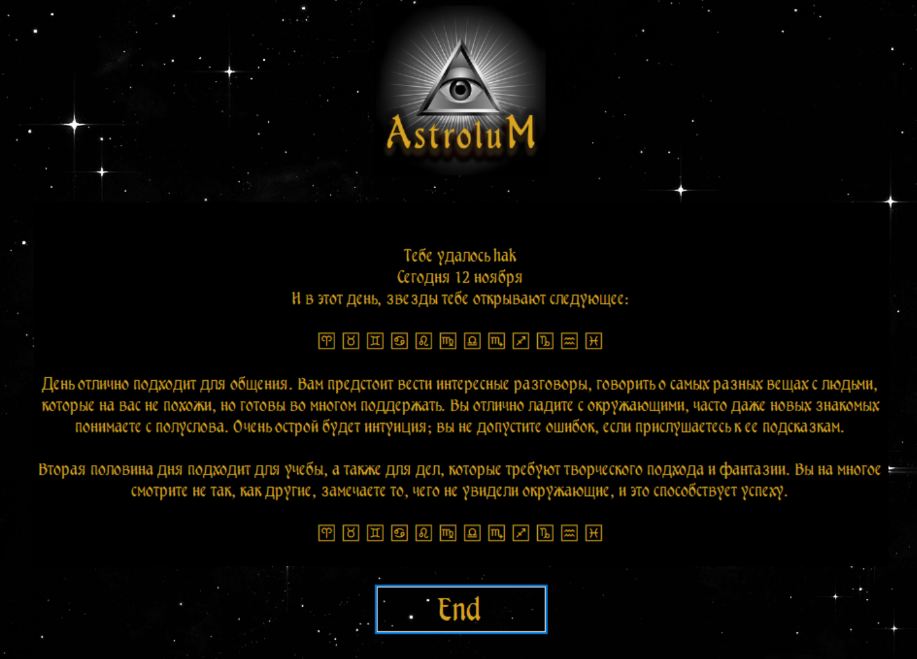 AstroluM
Тебе удалось hak
Сегодня 12 ноября
И в этот день, звезды тебе открывают следующее:
♈ ♉ ♊ ♋ ♌ ♍ ♎ ♏ ♐ ♑ ♒ ♓
День отлично подходит для общения. Вам предстоит вести интересные разговоры, говорить о самых разных вещах с людьми,
которые на вас не похожи, но готовы во многом поддержать. Вы отлично ладите с окружающими, часто даже новых знакомых
понимаете с полуслова. Очень острой будет интуиция; вы не допустите ошибок, если прислушаетесь к ее подсказкам.
Вторая половина дня подходит для учебы, а также для дел, которые требуют творческого подхода и фантазии. Вы на многое
смотрите не так, как другие, замечаете то, чего не увидели окружающие, и это способствует успеху.
♈ ♉ ♊ ♋ ♌ ♍ ♎ ♏ ♐ ♑ ♒ ♓
End